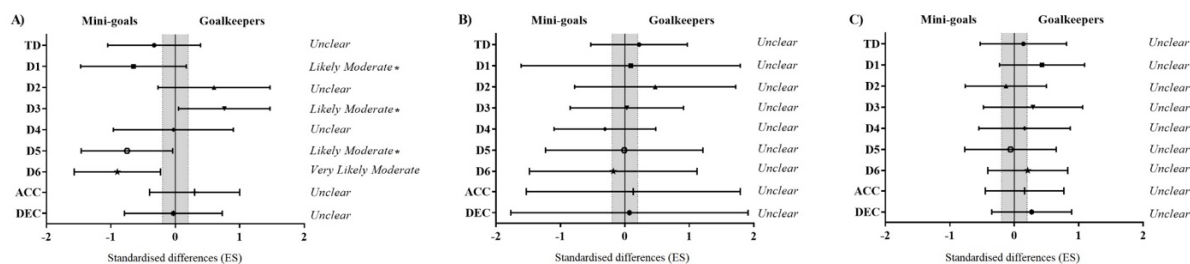 A)
Mini-goals Goalkeepers
TD Unclear
D1 Likely Moderate*
D2 Unclear
D3 Likely Moderate*
D4 Unclear
D5 Likely Moderate*
D6 Very Likely Moderate
ACC Unclear
DEC Unclear
-2 -1 0 1 2
Standardised differences (ES)
B)
Mini-goals Goalkeepers
TD Unclear
D1 Unclear
D2 Unclear
D3 Unclear
D4 Unclear
D5 Unclear
D6 Unclear
ACC Unclear
DEC Unclear
-2 -1 0 1 2
Standardised differences (ES)
C)
Mini-goals Goalkeepers
TD Unclear
D1 Unclear
D2 Unclear
D3 Unclear
D4 Unclear
D5 Unclear
D6 Unclear
ACC Unclear
DEC Unclear
-2 -1 0 1 2
Standardised differences (ES)